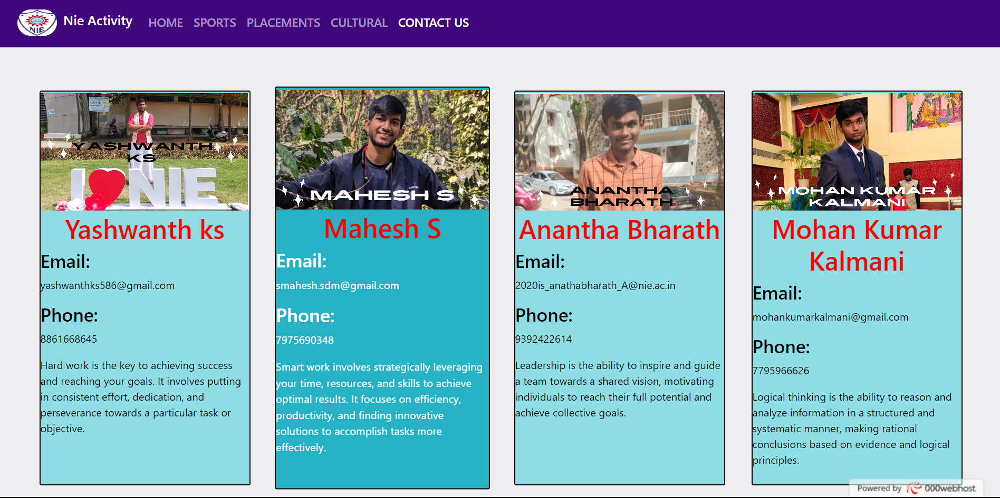 NIE
Nie Activity
HOME
SPORTS
PLACEMENTS
CULTURAL
CONTACT US
YASHWANTH
KS
I NIE
Yashwanth ks
Email:
yashwanthks586@gmail.com
Phone:
8861668645
Hard work is the key to achieving success
and reaching your goals. It involves putting
in consistent effort, dedication, and
perseverance towards a particular task or
objective.
MAHESH S
Mahesh S
Email:
smahesh.sdm@gmail.com
Phone:
7975690348
Smart work involves strategically leveraging
your time, resources, and skills to achieve
optimal results. It focuses on efficiency,
productivity, and finding innovative
solutions to accomplish tasks more
effectively.
ANANTHA
BHARATH
Anantha Bharath
Email:
2020is_anathabharath_A@nie.ac.in
Phone:
9392422614
Leadership is the ability to inspire and guide
a team towards a shared vision, motivating
individuals to reach their full potential and
achieve collective goals.
MOHAN KUMAR
KALMANI
Mohan Kumar
Kalmani
Email:
mohankumarkalmani@gmail.com
Phone:
7795966626
Logical thinking is the ability to reason and
analyze information in a structured and
systematic manner, making rational
conclusions based on evidence and logical
principles.
Powered by 000webhost